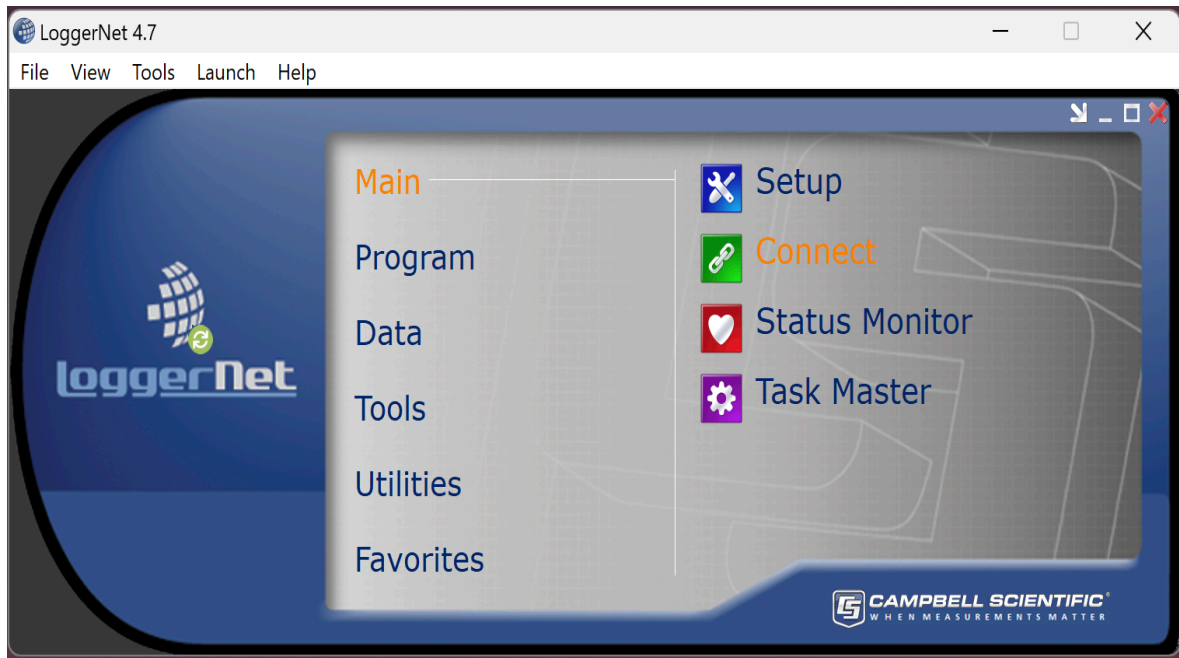 LoggerNet 4.7
File View Tools Launch Help
Main
Program
Data
Tools
Utilities
Favorites
Setup
Connect
Status Monitor
Task Master
LoggerNet
CAMPBELL SCIENTIFIC®
WHEN MEASUREMENTS MATTER